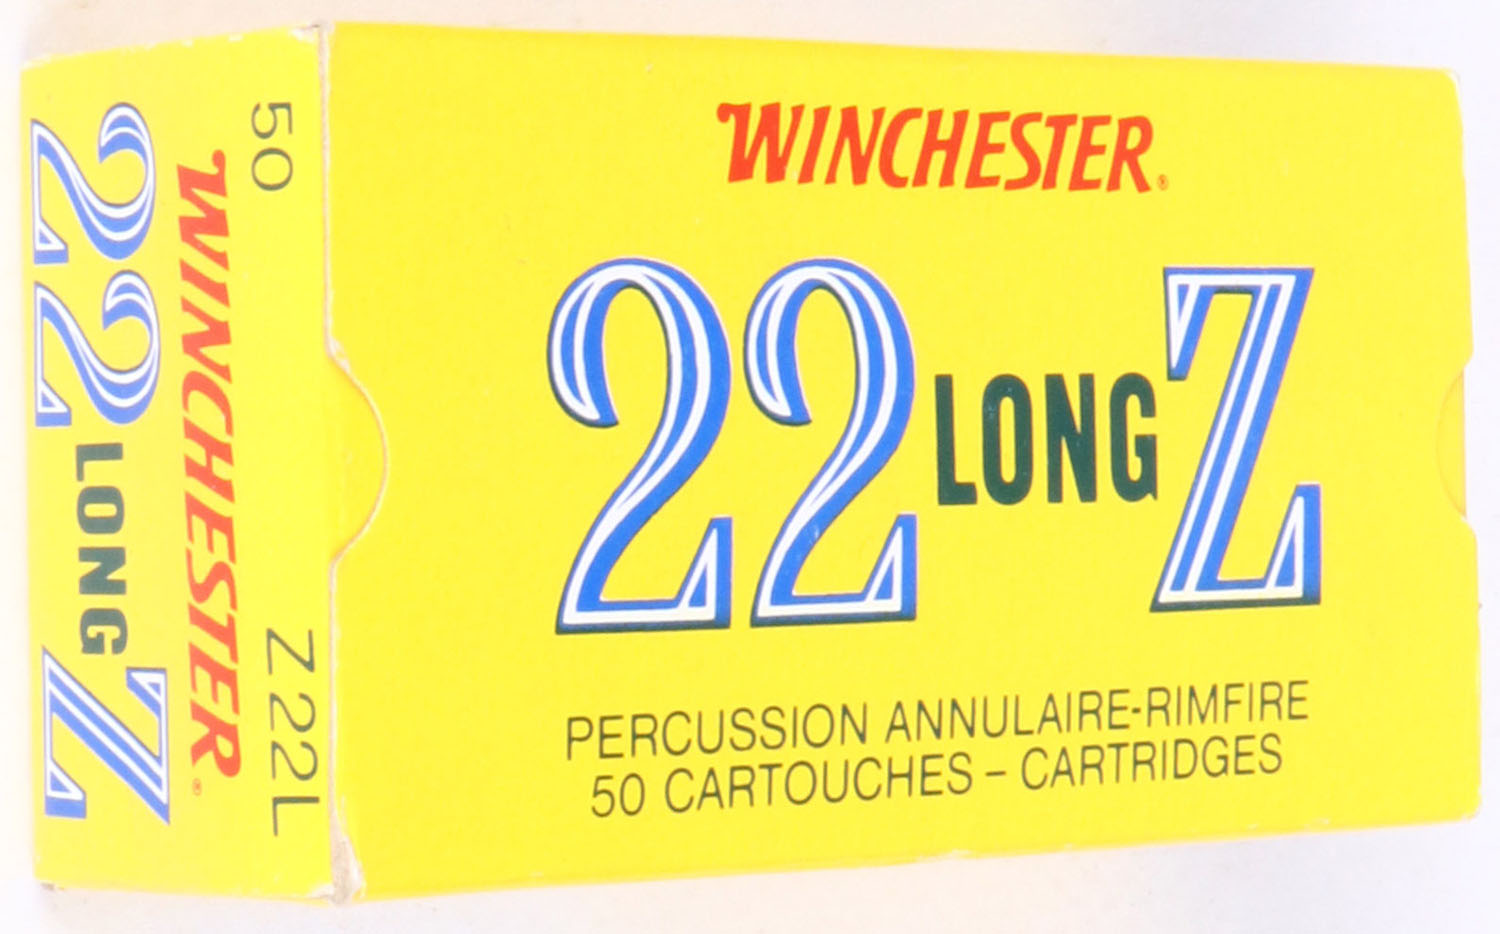 WINCHESTER®
22 LONG Z
PERCUSSION ANNULAIRE-RIMFIRE
50 CARTOUCHES – CARTRIDGES
50 Z22L
WINCHESTER®
22 LONG Z